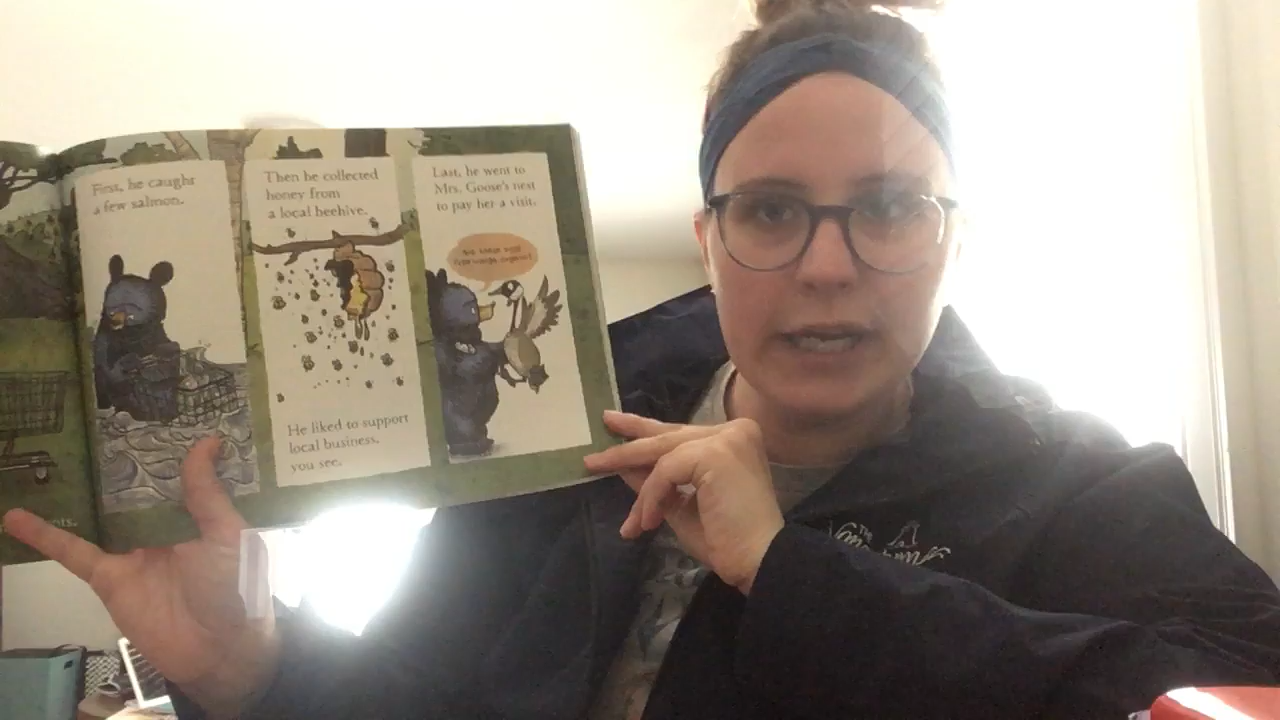 First, he caught
a few salmon.
Then he collected
honey from
a local beehive.
He liked to support
local business,
you see.
Last, he went to
Mrs. Goose's nest
to pay her a visit.
The